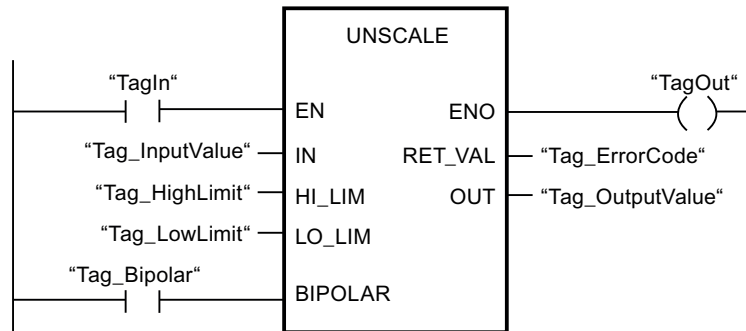 UNSCALE
“TagIn“
“TagOut“
EN
ENO
“Tag_InputValue“
IN
RET_VAL
“Tag_ErrorCode“
“Tag_HighLimit“
HI_LIM
OUT
“Tag_OutputValue“
“Tag_LowLimit“
LO_LIM
“Tag_Bipolar“
BIPOLAR